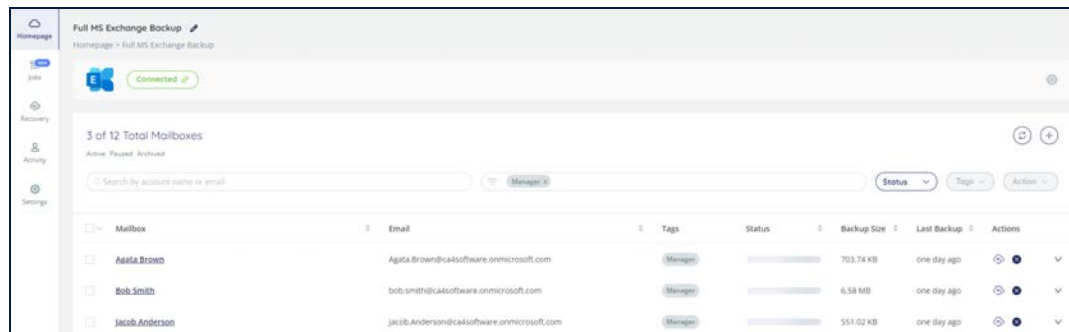 Homepage
Full MS Exchange Backup
Homepage > Full MS Exchange Backup
Jobs
E
Connected
Recovery
3 of 12 Total Mailboxes
Active Paused Archived
Activity
Search by account name or email
Manager x
Status
Tags
Action
Settings
Mailbox Email Tags Status Backup Size Last Backup Actions
Agata Brown Agata.Brown@ca4software.onmicrosoft.com Manager 703.74 KB one day ago
Bob Smith bob.smith@ca4software.onmicrosoft.com Manager 6.58 MB one day ago
Jacob Anderson Jacob.Anderson@ca4software.onmicrosoft.com Manager 551.02 KB one day ago